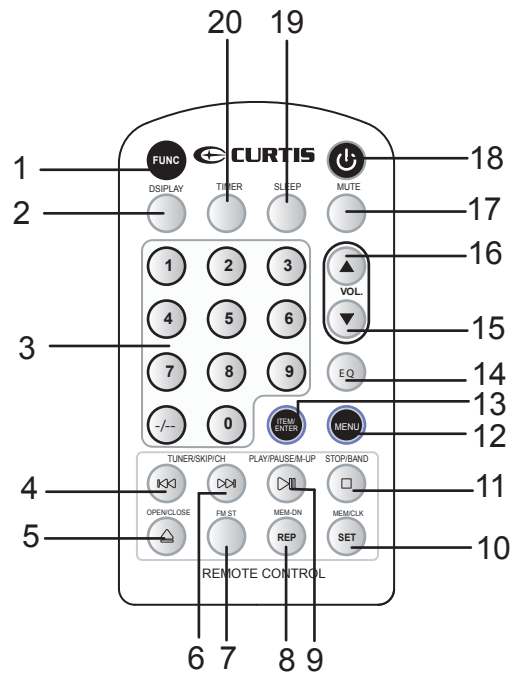 20 19
FUNC CURTIS
1 18
DSIPLAY TIMER SLEEP MUTE
2 17
1 2 3 16
VOL.
4 5 6 15
3
7 8 9 EQ 14
13
-/-- 0 ITEM/ENTER MENU 12
TUNER/SKIP/CH PLAY/PAUSE/M-UP STOP/BAND
4 11
OPEN/CLOSE FM ST MEM-DN MEM/CLK
5 REP SET 10
REMOTE CONTROL
6 7 8 9